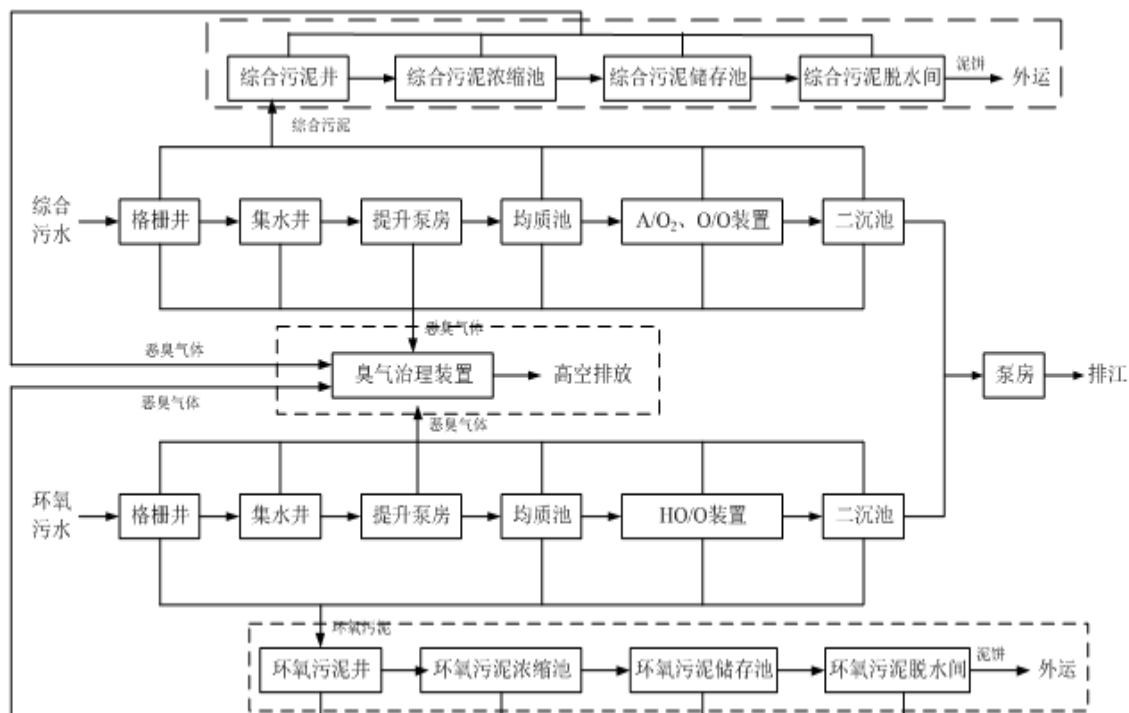 综合污泥井
综合污泥浓缩池
综合污泥储存池
综合污泥脱水间
泥饼
外运
综合污泥
综合
污水
格栅井
集水井
提升泵房
均质池
A/O₂、O/O装置
二沉池
恶臭气体
恶臭气体
臭气治理装置
高空排放
泵房
排江
恶臭气体
恶臭气体
环氧
污水
格栅井
集水井
提升泵房
均质池
HO/O装置
二沉池
环氧污泥
环氧污泥井
环氧污泥浓缩池
环氧污泥储存池
环氧污泥脱水间
泥饼
外运